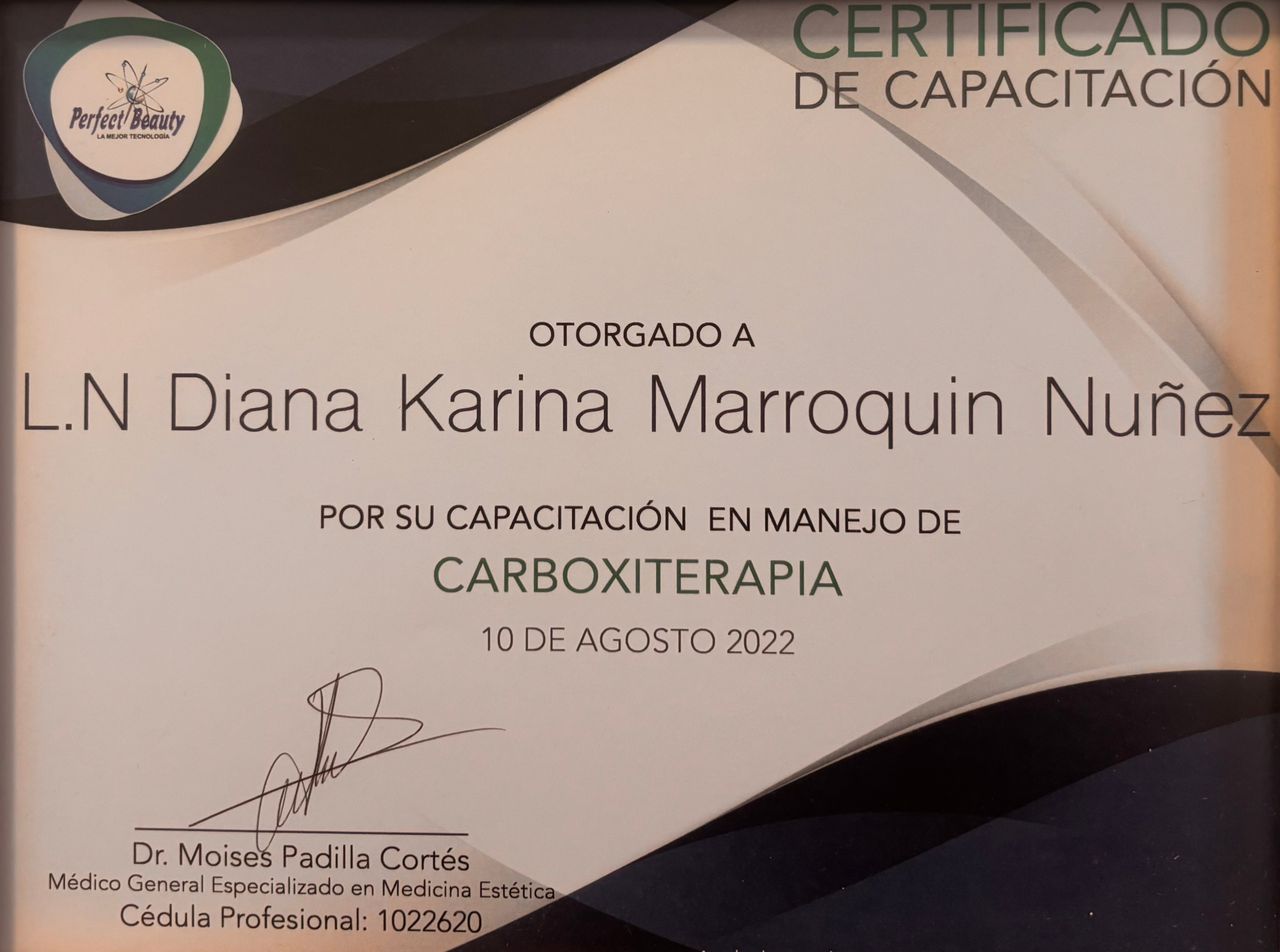 Perfect Beauty
LA MEJOR TECNOLOGÍA
CERTIFICADO
DE CAPACITACIÓN
OTORGADO A
L.N Diana Karina Marroquin Nuñez
POR SU CAPACITACIÓN EN MANEJO DE
CARBOXITERAPIA
10 DE AGOSTO 2022
Dr. Moises Padilla Cortés
Médico General Especializado en Medicina Estética
Cédula Profesional: 1022620